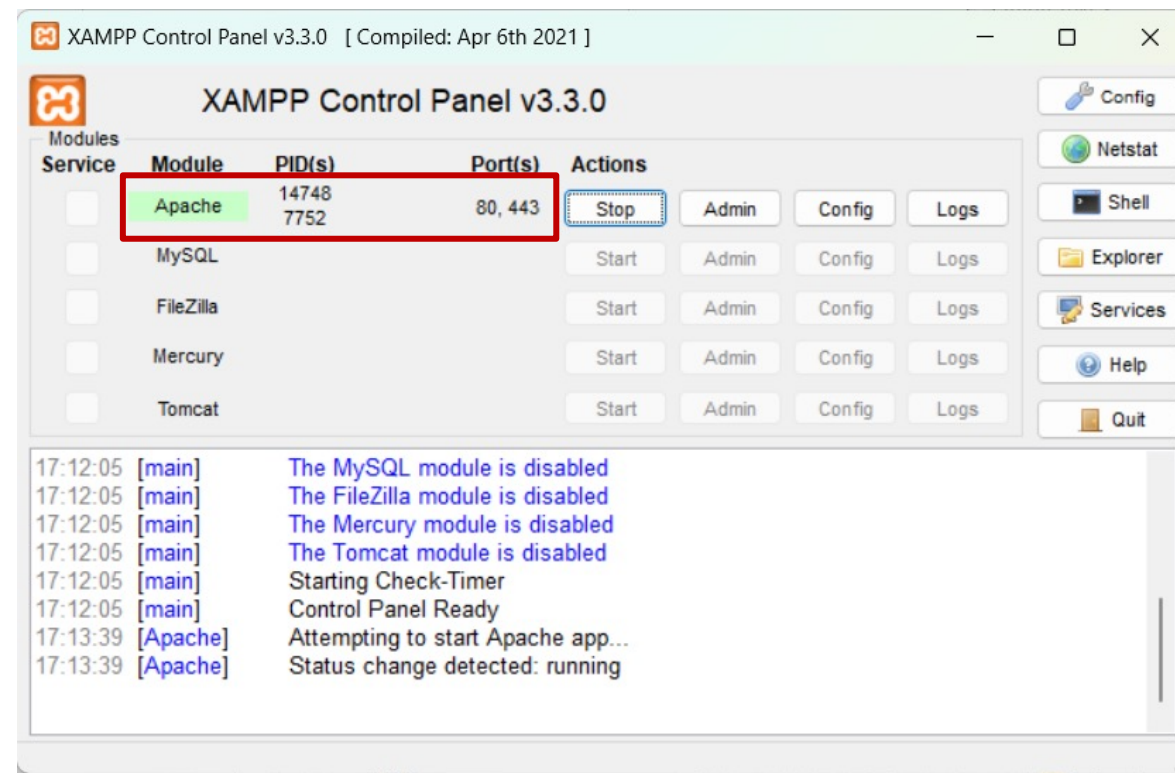 XAMPP Control Panel v3.3.0 [ Compiled: Apr 6th 2021 ]
XAMPP Control Panel v3.3.0
Config
Modules
Service Module PID(s) Port(s) Actions
Netstat
Apache 14748 7752 80, 443 Stop Admin Config Logs
Shell
MySQL Start Admin Config Logs
Explorer
FileZilla Start Admin Config Logs
Services
Mercury Start Admin Config Logs
Help
Tomcat Start Admin Config Logs
Quit
17:12:05 [main] The MySQL module is disabled
17:12:05 [main] The FileZilla module is disabled
17:12:05 [main] The Mercury module is disabled
17:12:05 [main] The Tomcat module is disabled
17:12:05 [main] Starting Check-Timer
17:12:05 [main] Control Panel Ready
17:13:39 [Apache] Attempting to start Apache app...
17:13:39 [Apache] Status change detected: running